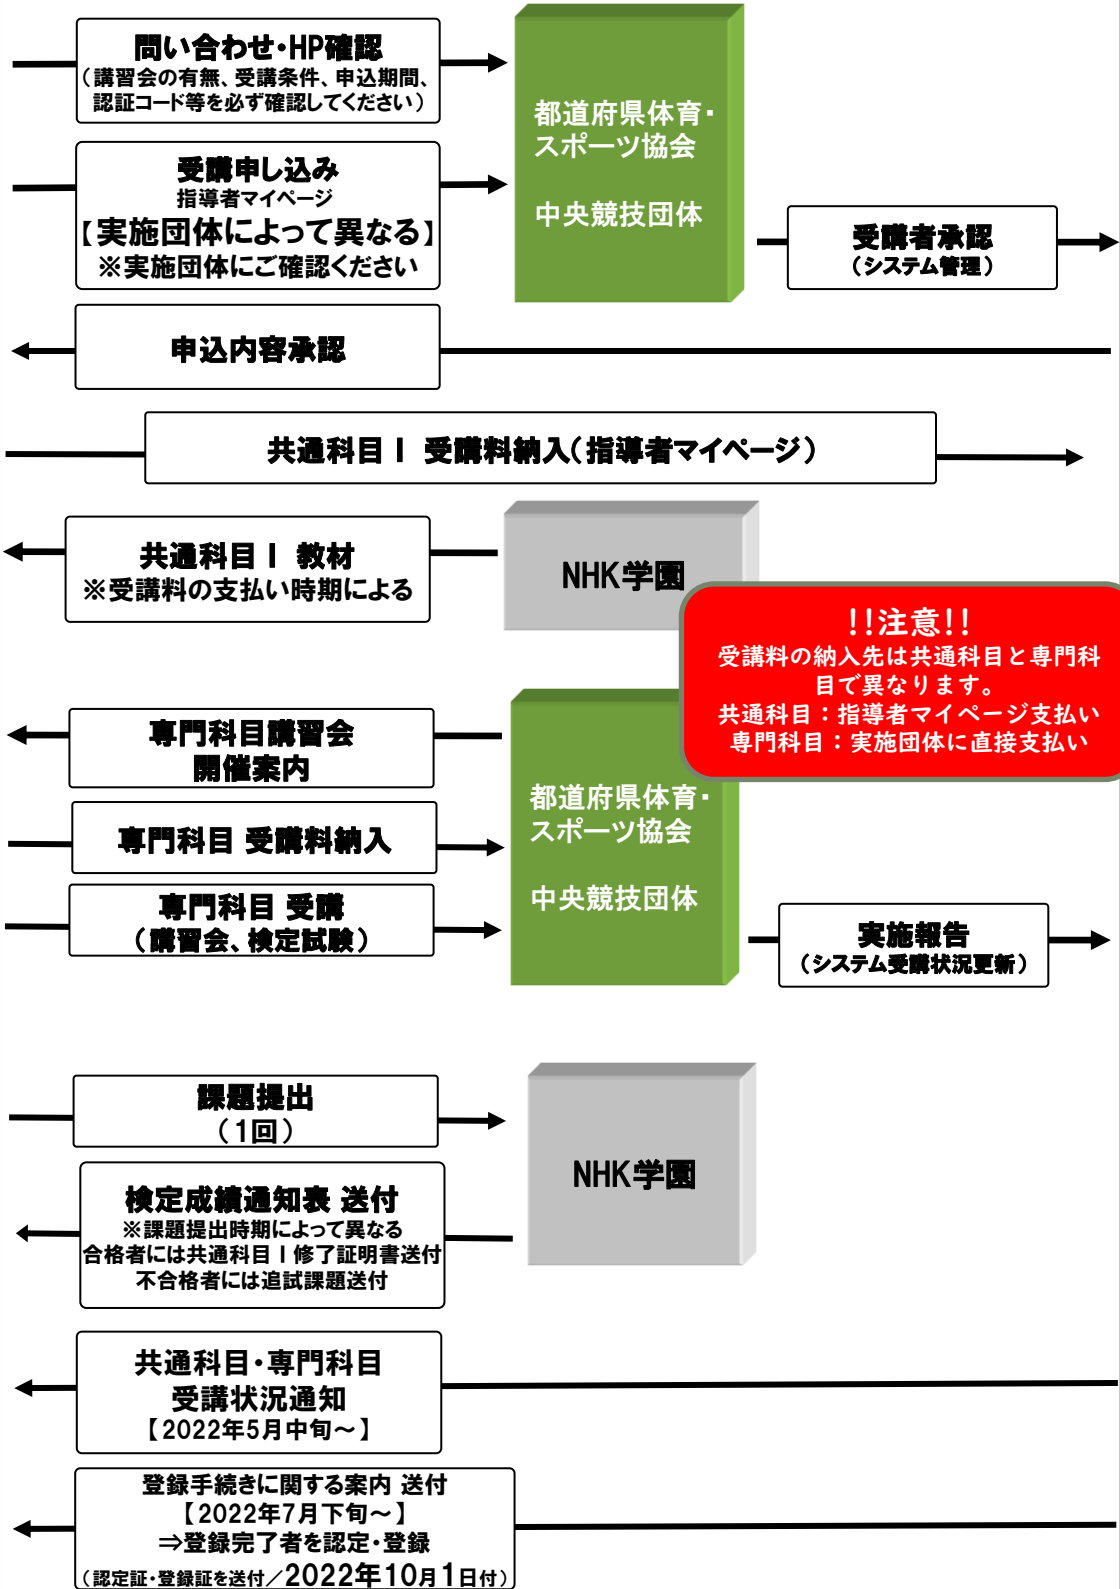 問い合わせ・HP確認
（講習会の有無、受講条件、申込期間、
認証コード等を必ず確認してください）
都道府県体育・
スポーツ協会
中央競技団体
受講申し込み
指導者マイページ
【実施団体によって異なる】
※実施団体にご確認ください
受講者承認
（システム管理）
申込内容承認
共通科目Ⅰ 受講料納入（指導者マイページ）
共通科目Ⅰ 教材
※受講料の支払い時期による
NHK学園
!!注意!!
受講料の納入先は共通科目と専門科
目で異なります。
共通科目：指導者マイページ支払い
専門科目：実施団体に直接支払い
専門科目講習会
開催案内
都道府県体育・
スポーツ協会
中央競技団体
専門科目 受講料納入
専門科目 受講
（講習会、検定試験）
実施報告
（システム受講状況更新）
課題提出
（1回）
NHK学園
検定成績通知表 送付
※課題提出時期によって異なる
合格者には共通科目Ⅰ修了証明書送付
不合格者には追試課題送付
共通科目・専門科目
受講状況通知
【2022年5月中旬～】
登録手続きに関する案内 送付
【2022年7月下旬～】
⇒登録完了者を認定・登録
（認定証・登録証を送付／2022年10月1日付）